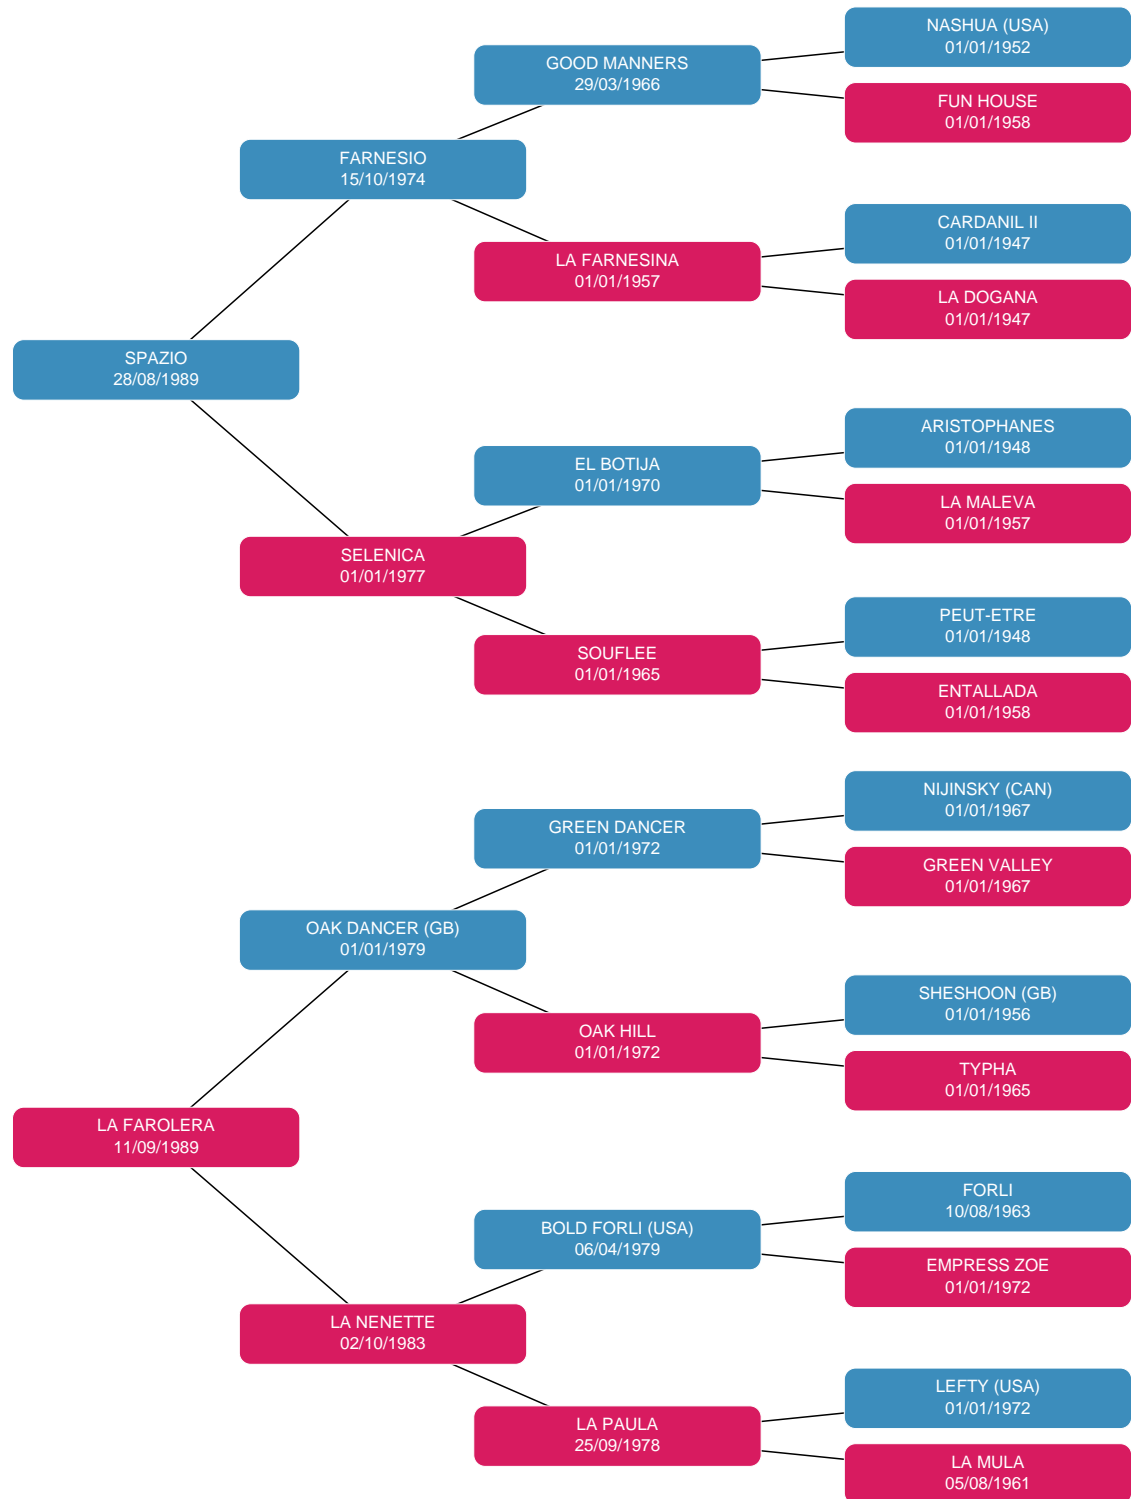 NASHUA (USA)
01/01/1952
GOOD MANNERS
29/03/1966
FUN HOUSE
01/01/1958
FARNESIO
15/10/1974
CARDANIL II
01/01/1947
LA FARNESINA
01/01/1957
LA DOGANA
01/01/1947
SPAZIO
28/08/1989
ARISTOPHANES
01/01/1948
EL BOTIJA
01/01/1970
LA MALEVA
01/01/1957
SELENICA
01/01/1977
PEUT-ETRE
01/01/1948
SOUFLEE
01/01/1965
ENTALLADA
01/01/1958
NIJINSKY (CAN)
01/01/1967
GREEN DANCER
01/01/1972
GREEN VALLEY
01/01/1967
OAK DANCER (GB)
01/01/1979
SHESHOON (GB)
01/01/1956
OAK HILL
01/01/1972
TYPHA
01/01/1965
LA FAROLERA
11/09/1989
FORLI
10/08/1963
BOLD FORLI (USA)
06/04/1979
EMPRESS ZOE
01/01/1972
LA NENETTE
02/10/1983
LEFTY (USA)
01/01/1972
LA PAULA
25/09/1978
LA MULA
05/08/1961